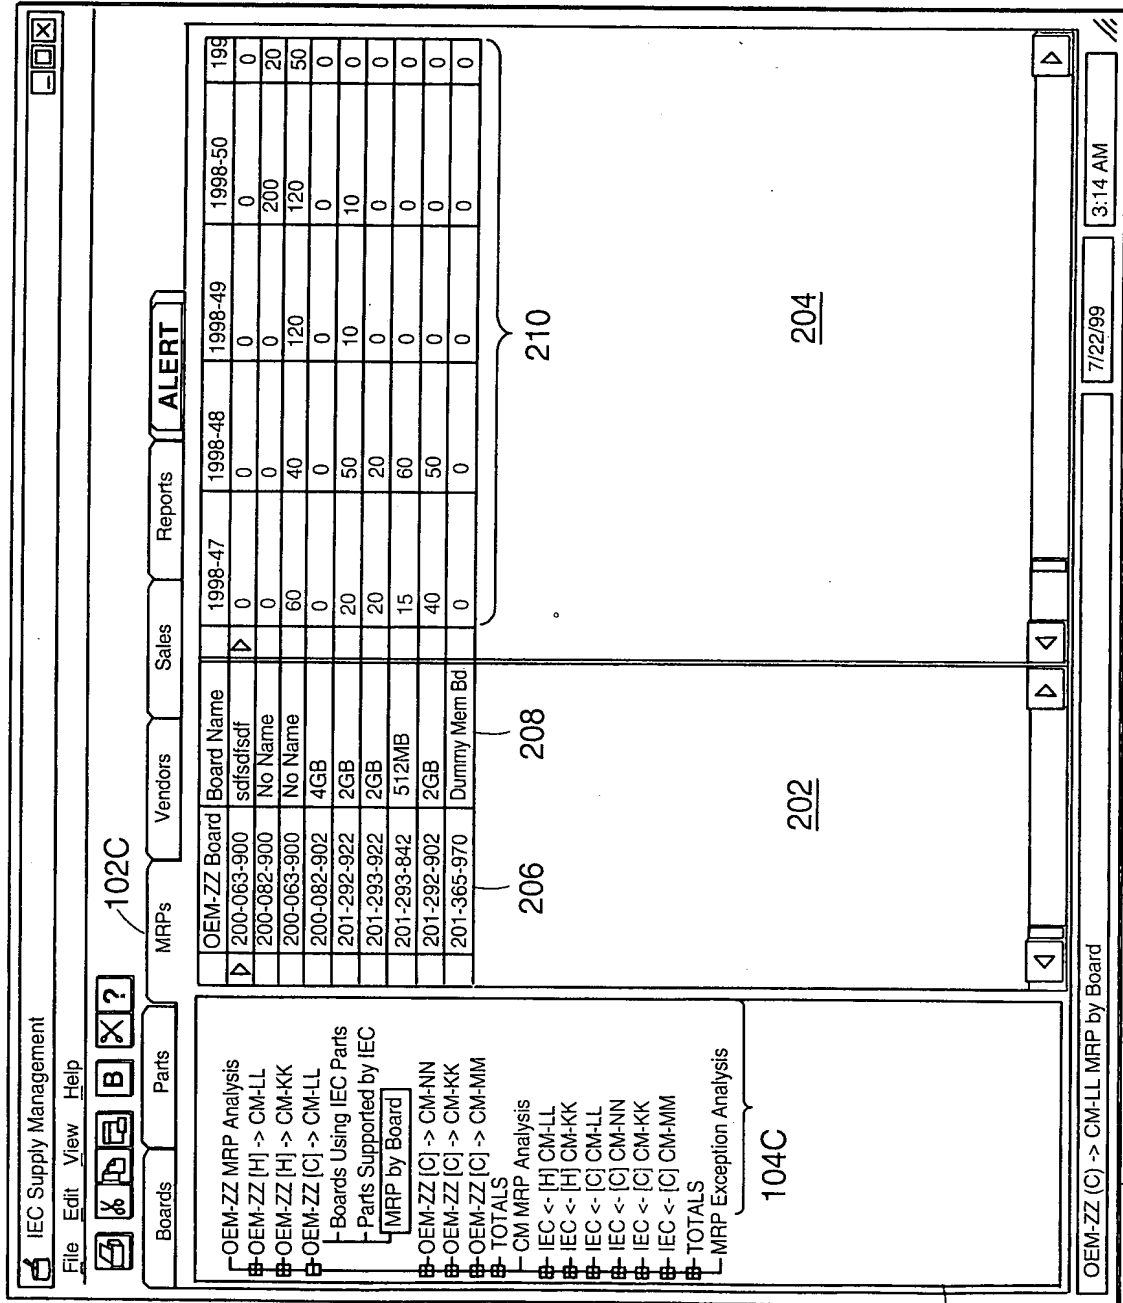 IEC Supply Management
File Edit View Help
B X ?
102C
Boards Parts MRPs Vendors Sales Reports ALERT
OEM-ZZ MRP Analysis
OEM-ZZ [H] -> CM-LL
OEM-ZZ [H] -> CM-KK
OEM-ZZ [C] -> CM-LL
Boards Using IEC Parts
Parts Supported by IEC
MRP by Board
OEM-ZZ [C] -> CM-NN
OEM-ZZ [C] -> CM-KK
OEM-ZZ [C] -> CM-MM
TOTALS
CM MRP Analysis
IEC <- [H] CM-LL
IEC <- [H] CM-KK
IEC <- [C] CM-LL
IEC <- [C] CM-NN
IEC <- [C] CM-KK
IEC <- [C] CM-MM
TOTALS
MRP Exception Analysis
104C
OEM-ZZ Board Board Name 1998-47 1998-48 1998-49 1998-50 199
200-063-900 sdfsdfsdf 0 0 0 0 0
200-082-900 No Name 0 0 0 200 20
200-063-900 No Name 60 40 120 120 50
200-082-902 4GB 0 0 0 0 0
201-292-922 2GB 20 50 10 10 0
201-293-922 2GB 20 20 0 0 0
201-293-842 512MB 15 60 0 0 0
201-292-902 2GB 40 50 0 0 0
201-365-970 Dummy Mem Bd 0 0 0 0 0
206 208 210
202 204
OEM-ZZ (C) -> CM-LL MRP by Board 7/22/99 3:14 AM